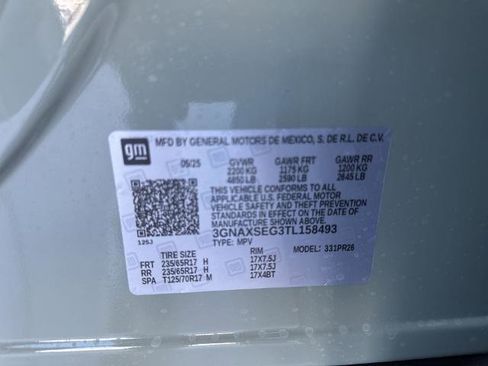 gm
MFD BY GENERAL MOTORS DE MEXICO, S. DE R.L. DE C.V.
05/25 GVWR GAWR FRT GAWR RR
2200 KG 1175 KG 1200 KG
4850 LB 2590 LB 2645 LB
THIS VEHICLE CONFORMS TO ALL
APPLICABLE U.S. FEDERAL MOTOR
VEHICLE SAFETY AND THEFT
PREVENTION STANDARDS IN EFFECT
ON THE DATE OF
MANUFACTURE SHOWN ABOVE.
3GNAXSEG3TL158493
125J TYPE: MPV MODEL: 331PR26
TIRE SIZE RIM
FRT 235/65R17 H 17X7.5J
RR 235/65R17 H 17X7.5J
SPA T125/70R17 M 17X4BT